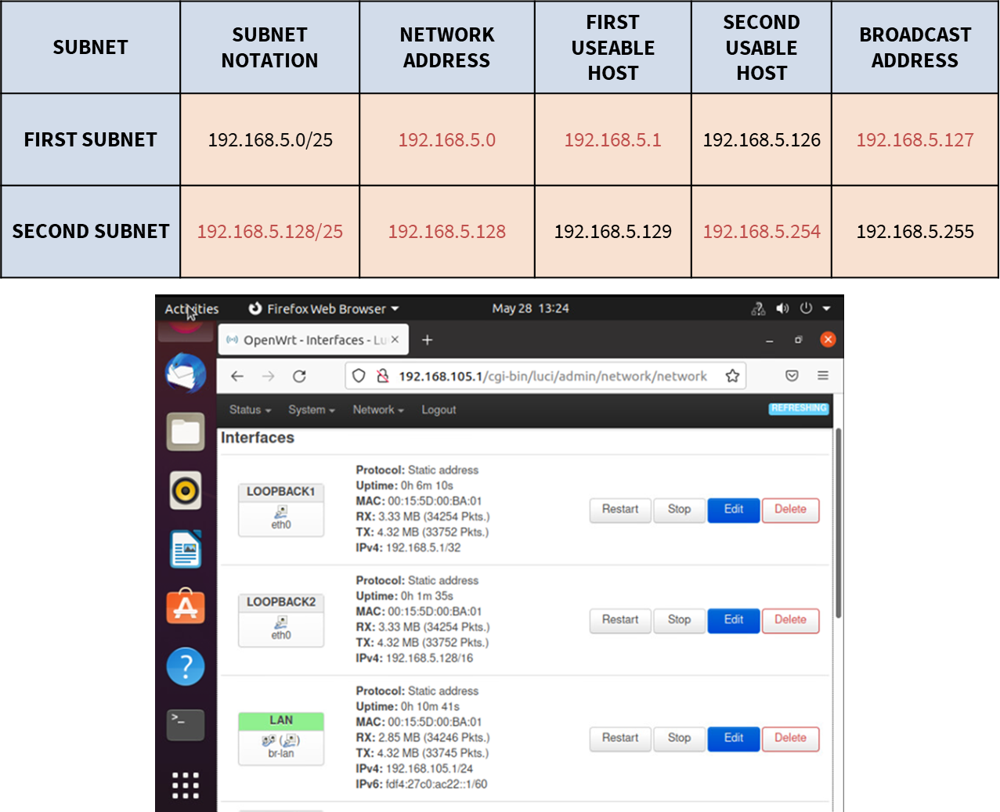 SUBNET
SUBNET
NOTATION
NETWORK
ADDRESS
FIRST
USEABLE
HOST
SECOND
USABLE
HOST
BROADCAST
ADDRESS
FIRST SUBNET
192.168.5.0/25
192.168.5.0
192.168.5.1
192.168.5.126
192.168.5.127
SECOND SUBNET
192.168.5.128/25
192.168.5.128
192.168.5.129
192.168.5.254
192.168.5.255
Activities
Firefox Web Browser
May 28 13:24
OpenWrt - Interfaces - Lu
192.168.105.1/cgi-bin/luci/admin/network/network
Status
System
Network
Logout
REFRESHING
Interfaces
LOOPBACK1
eth0
Protocol: Static address
Uptime: 0h 6m 10s
MAC: 00:15:5D:00:BA:01
RX: 3.33 MB (34254 Pkts.)
TX: 4.32 MB (33752 Pkts.)
IPv4: 192.168.5.1/32
Restart
Stop
Edit
Delete
LOOPBACK2
eth0
Protocol: Static address
Uptime: 0h 1m 35s
MAC: 00:15:5D:00:BA:01
RX: 3.33 MB (34254 Pkts.)
TX: 4.32 MB (33752 Pkts.)
IPv4: 192.168.5.128/16
Restart
Stop
Edit
Delete
LAN
br-lan
Protocol: Static address
Uptime: 0h 10m 41s
MAC: 00:15:5D:00:BA:01
RX: 2.85 MB (34246 Pkts.)
TX: 4.32 MB (33745 Pkts.)
IPv4: 192.168.105.1/24
IPv6: fdf4:27c0:ac22::1/60
Restart
Stop
Edit
Delete